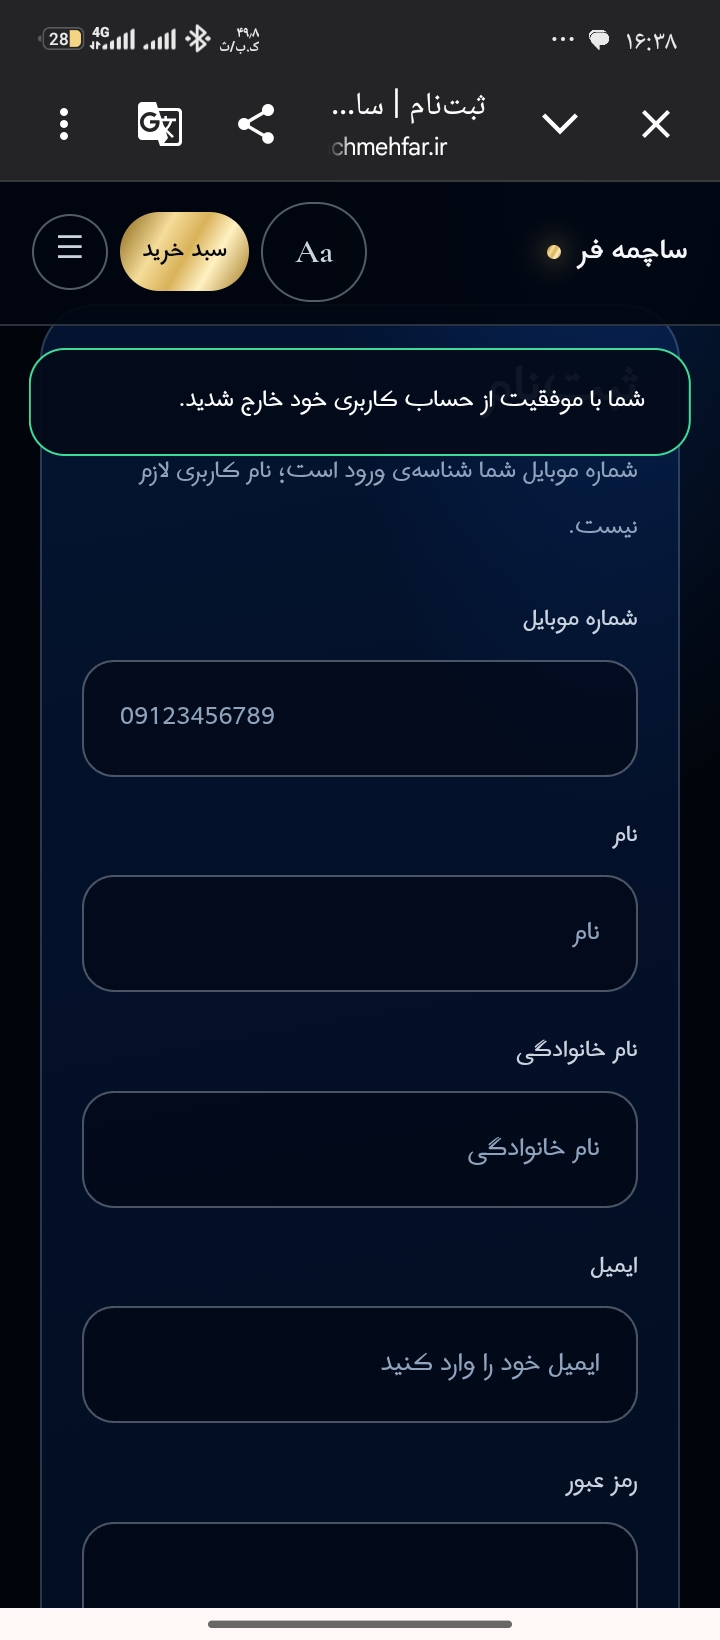 28
4G
۴۹٫۸
ک.ب/ث
۱۶:۳۸
ثبت‌نام | سا...
chmehfar.ir
ساچمه فر
Aa
سبد خرید
ثبت‌نام
شما با موفقیت از حساب کاربری خود خارج شدید.
شماره موبایل شما شناسه‌ی ورود است؛ نام کاربری لازم
نیست.
شماره موبایل
09123456789
نام
نام
نام خانوادگی
نام خانوادگی
ایمیل
ایمیل خود را وارد کنید
رمز عبور